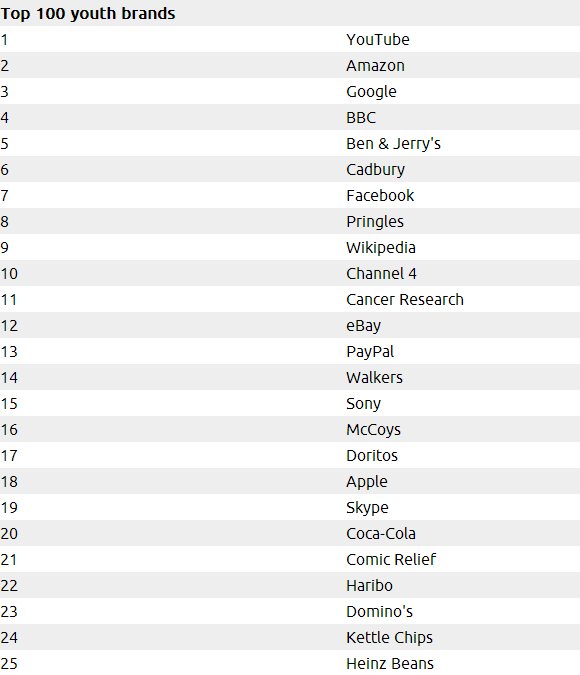 Top 100 youth brands
1 YouTube
2 Amazon
3 Google
4 BBC
5 Ben & Jerry's
6 Cadbury
7 Facebook
8 Pringles
9 Wikipedia
10 Channel 4
11 Cancer Research
12 eBay
13 PayPal
14 Walkers
15 Sony
16 McCoys
17 Doritos
18 Apple
19 Skype
20 Coca-Cola
21 Comic Relief
22 Haribo
23 Domino's
24 Kettle Chips
25 Heinz Beans